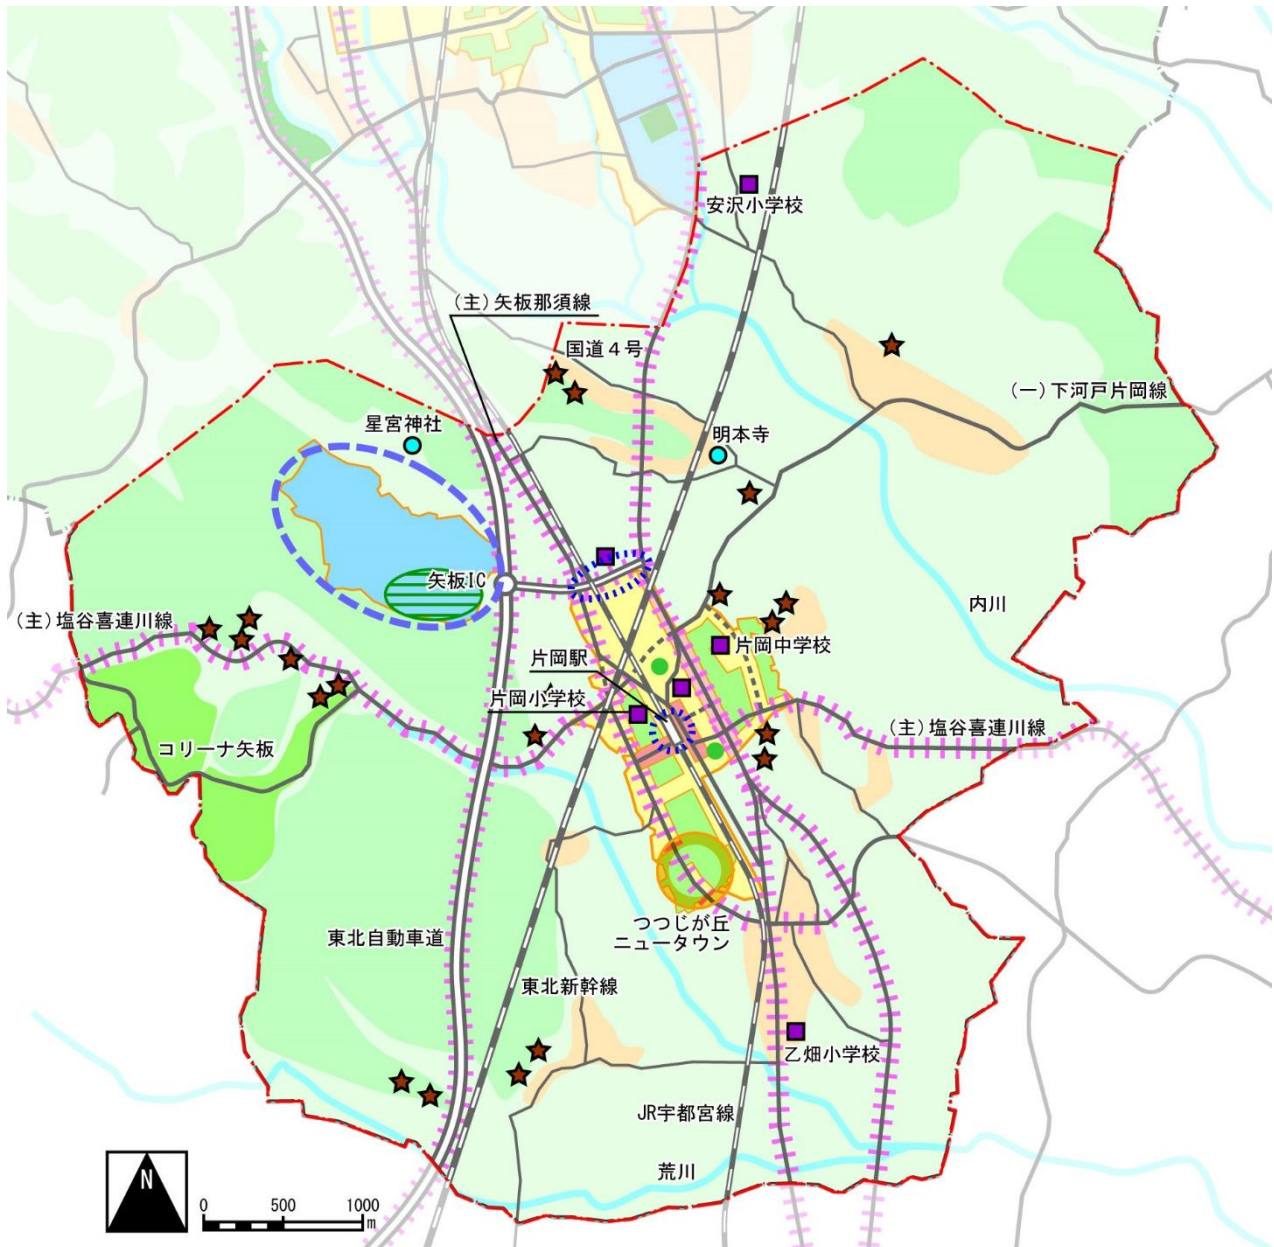 安沢小学校
(主)矢板那須線
国道4号
(一)下河戸片岡線
星宮神社
明本寺
矢板IC
内川
(主)塩谷喜連川線
片岡中学校
片岡駅
片岡小学校
(主)塩谷喜連川線
コリーナ矢板
つつじが丘
ニュータウン
東北自動車道
東北新幹線
乙畑小学校
JR宇都宮線
荒川
N
0 500 1000
m